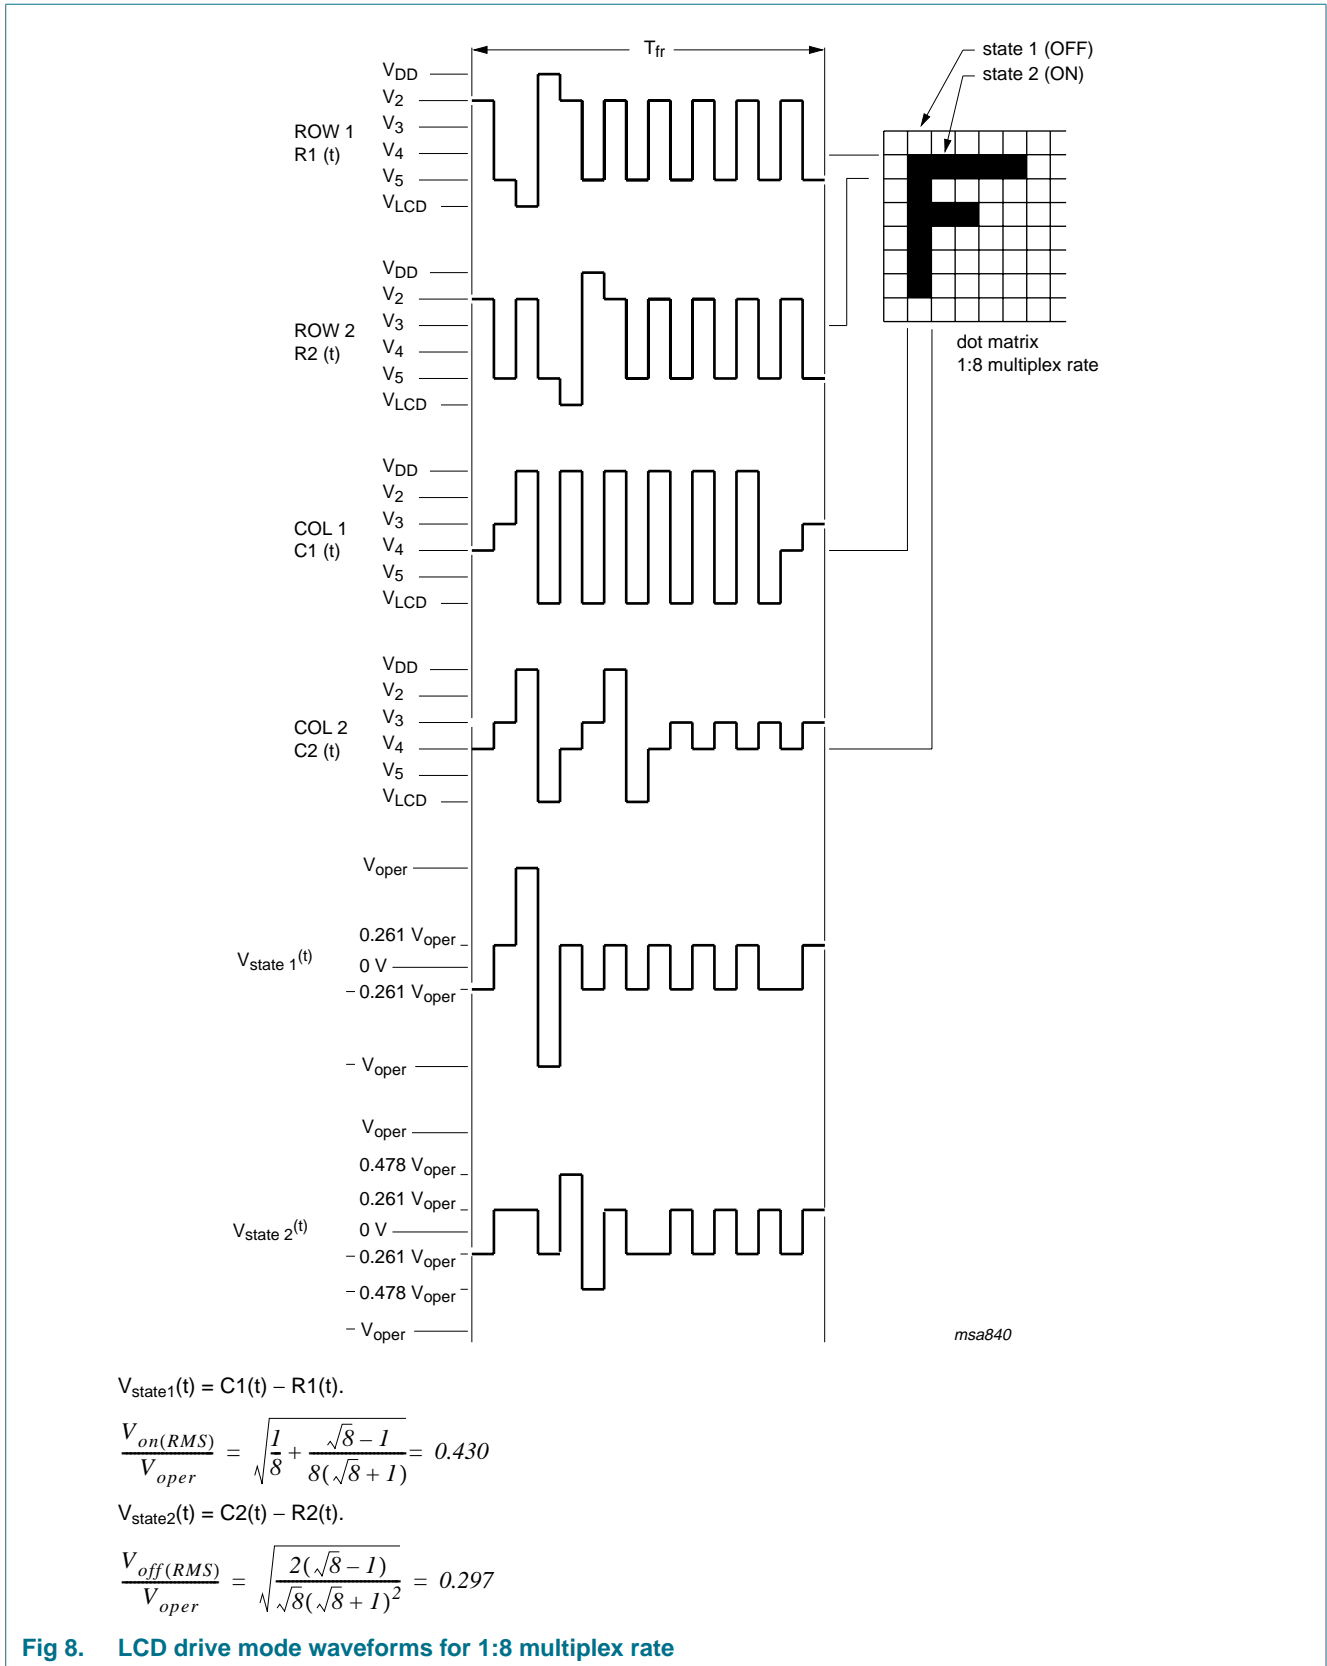 Tfr
state 1 (OFF)
state 2 (ON)
VDD
V2
V3
V4
V5
VLCD
ROW 1
R1 (t)
VDD
V2
V3
V4
V5
VLCD
ROW 2
R2 (t)
dot matrix
1:8 multiplex rate
VDD
V2
V3
V4
V5
VLCD
COL 1
C1 (t)
VDD
V2
V3
V4
V5
VLCD
COL 2
C2 (t)
Voper
0.261 Voper
0 V
− 0.261 Voper
− Voper
Vstate 1(t)
Voper
0.478 Voper
0.261 Voper
0 V
− 0.261 Voper
− 0.478 Voper
− Voper
Vstate 2(t)
msa840
Vstate1(t) = C1(t) − R1(t).
Von(RMS) / Voper = √(1/8 + (√8 − 1) / (8(√8 + 1))) = 0.430
Vstate2(t) = C2(t) − R2(t).
Voff(RMS) / Voper = √(2(√8 − 1) / (√8(√8 + 1)²)) = 0.297
Fig 8. LCD drive mode waveforms for 1:8 multiplex rate